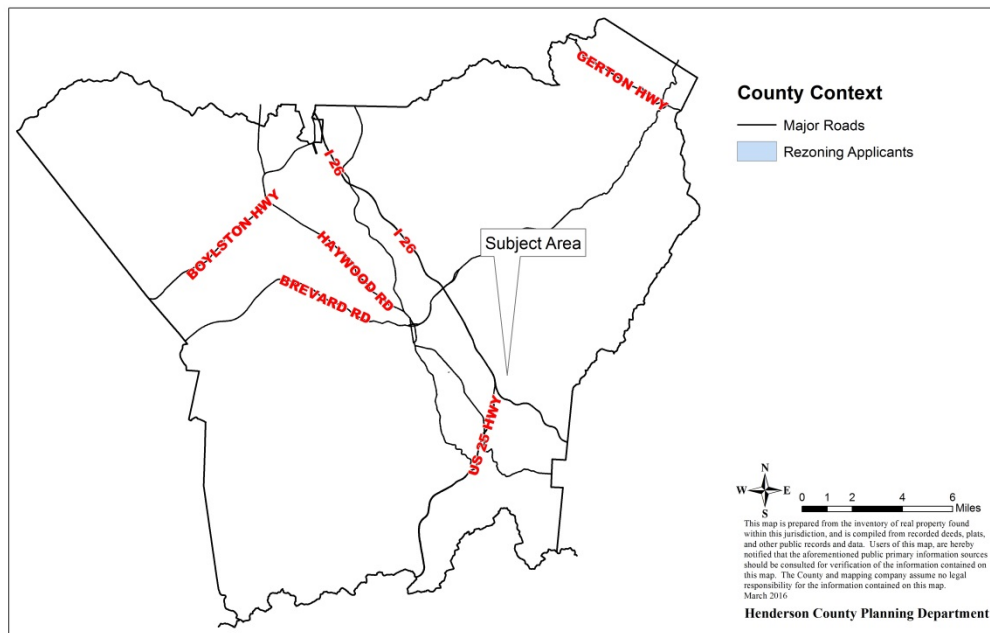 GERTON HWY
County Context
Major Roads
Rezoning Applicants
I 26
BOYLSTON HWY
I 26
HAYWOOD RD
Subject Area
BREVARD RD
US 25 HWY
N
W E
S
0 1 2 4 6
Miles
This map is prepared from the inventory of real property found
within this jurisdiction, and is compiled from recorded deeds, plats,
and other public records and data. Users of this map, are hereby
notified that the aforementioned public primary information sources
should be consulted for verification of the information contained on
this map. The County and mapping company assume no legal
responsibility for the information contained on this map.
March 2016
Henderson County Planning Department